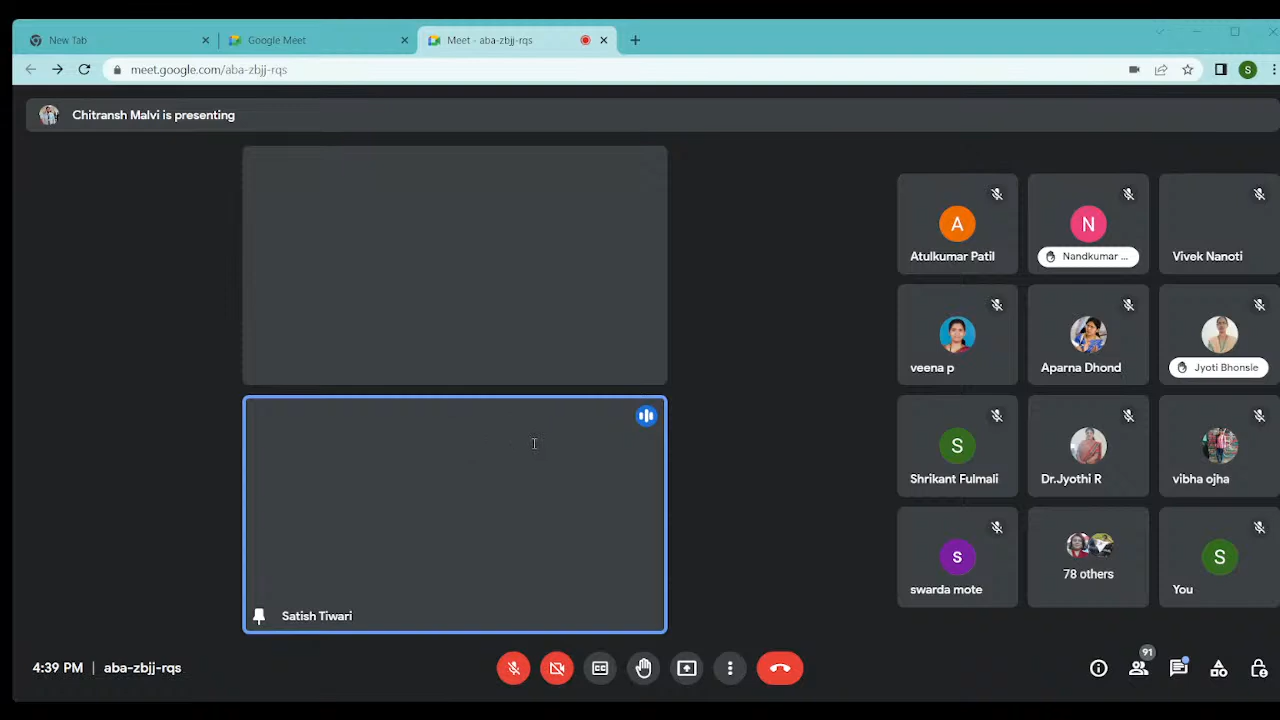 New Tab
Google Meet
Meet - aba-zbjj-rqs
meet.google.com/aba-zbjj-rqs
S
Chitransh Malvi is presenting
A
Atulkumar Patil
N
Nandkumar ...
Vivek Nanoti
veena p
Aparna Dhond
Jyoti Bhonsle
S
Shrikant Fulmali
Dr.Jyothi R
vibha ojha
s
swarda mote
78 others
S
You
Satish Tiwari
4:39 PM | aba-zbjj-rqs
91